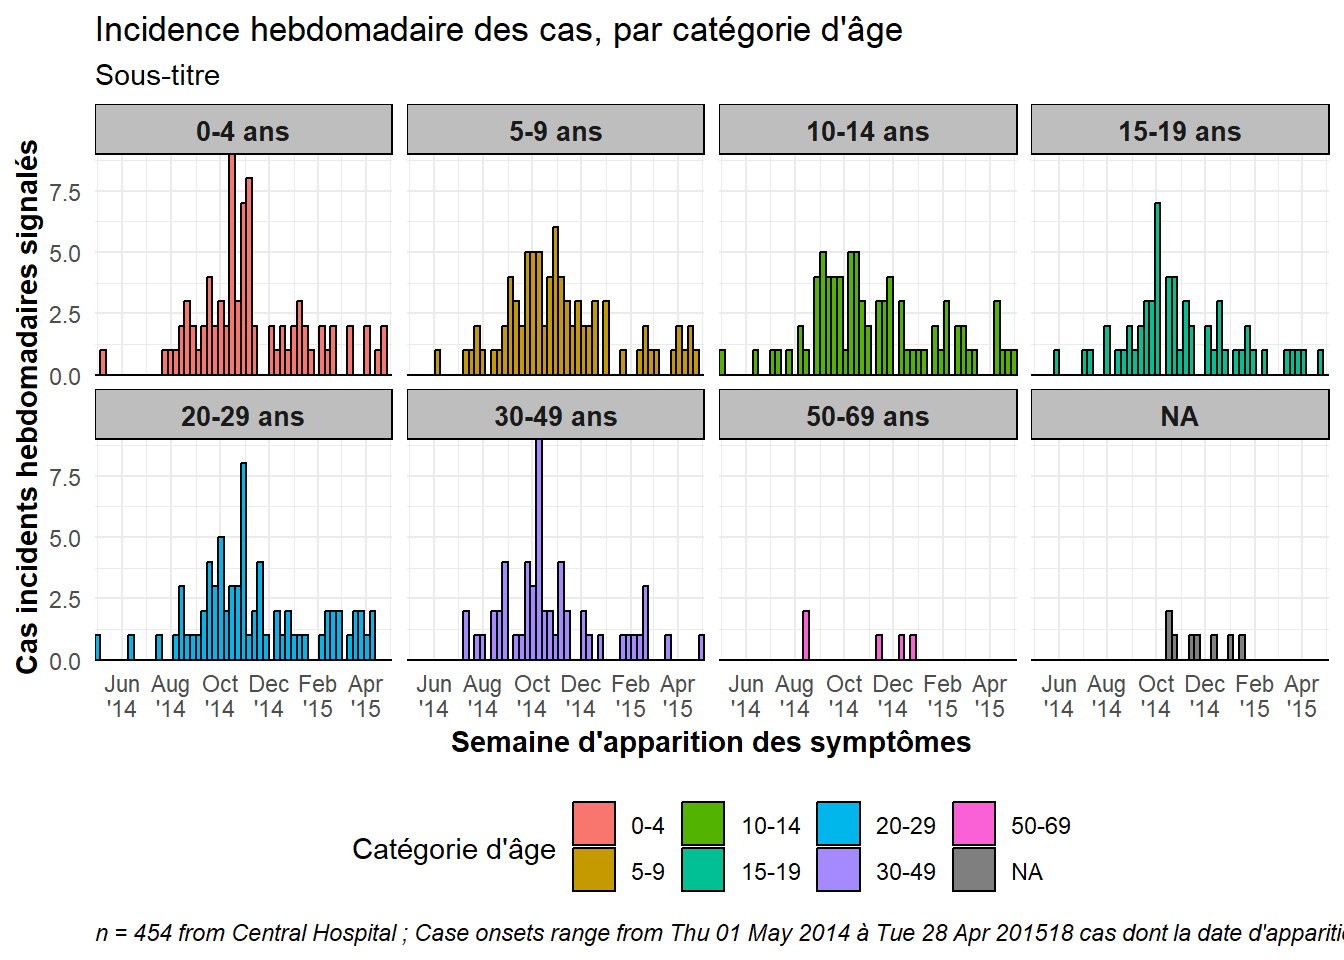 Incidence hebdomadaire des cas, par catégorie d'âge
Sous-titre
0-4 ans
5-9 ans
10-14 ans
15-19 ans
Cas incidents hebdomadaires signalés
7.5
5.0
2.5
0.0
20-29 ans
30-49 ans
50-69 ans
NA
7.5
5.0
2.5
0.0
Jun Aug Oct Dec Feb Apr
'14 '14 '14 '14 '15 '15
Jun Aug Oct Dec Feb Apr
'14 '14 '14 '14 '15 '15
Jun Aug Oct Dec Feb Apr
'14 '14 '14 '14 '15 '15
Jun Aug Oct Dec Feb Apr
'14 '14 '14 '14 '15 '15
Semaine d'apparition des symptômes
Catégorie d'âge
0-4
10-14
20-29
50-69
5-9
15-19
30-49
NA
n = 454 from Central Hospital ; Case onsets range from Thu 01 May 2014 à Tue 28 Apr 201518 cas dont la date